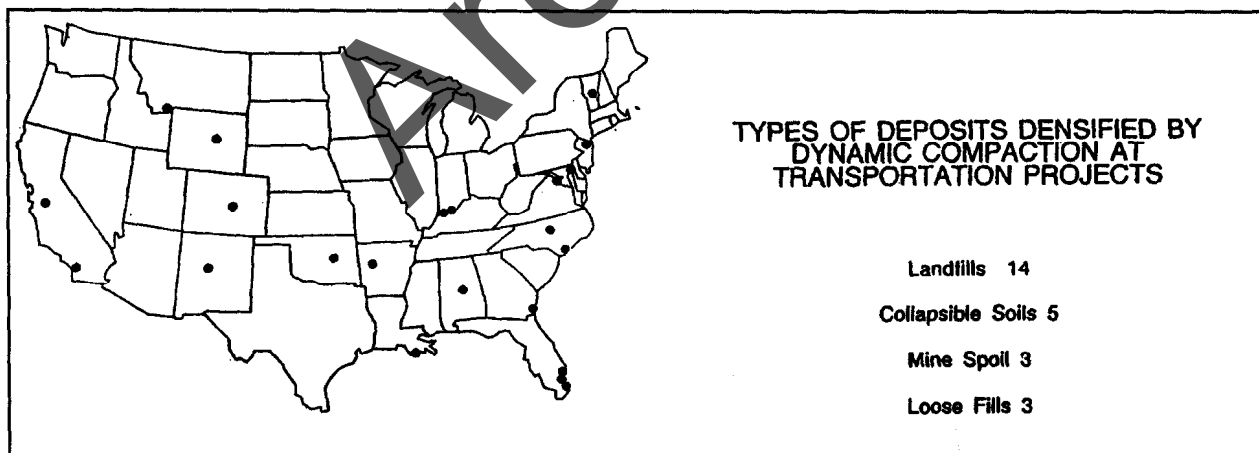 TYPES OF DEPOSITS DENSIFIED BY
DYNAMIC COMPACTION AT
TRANSPORTATION PROJECTS
Landfills 14
Collapsible Soils 5
Mine Spoil 3
Loose Fills 3